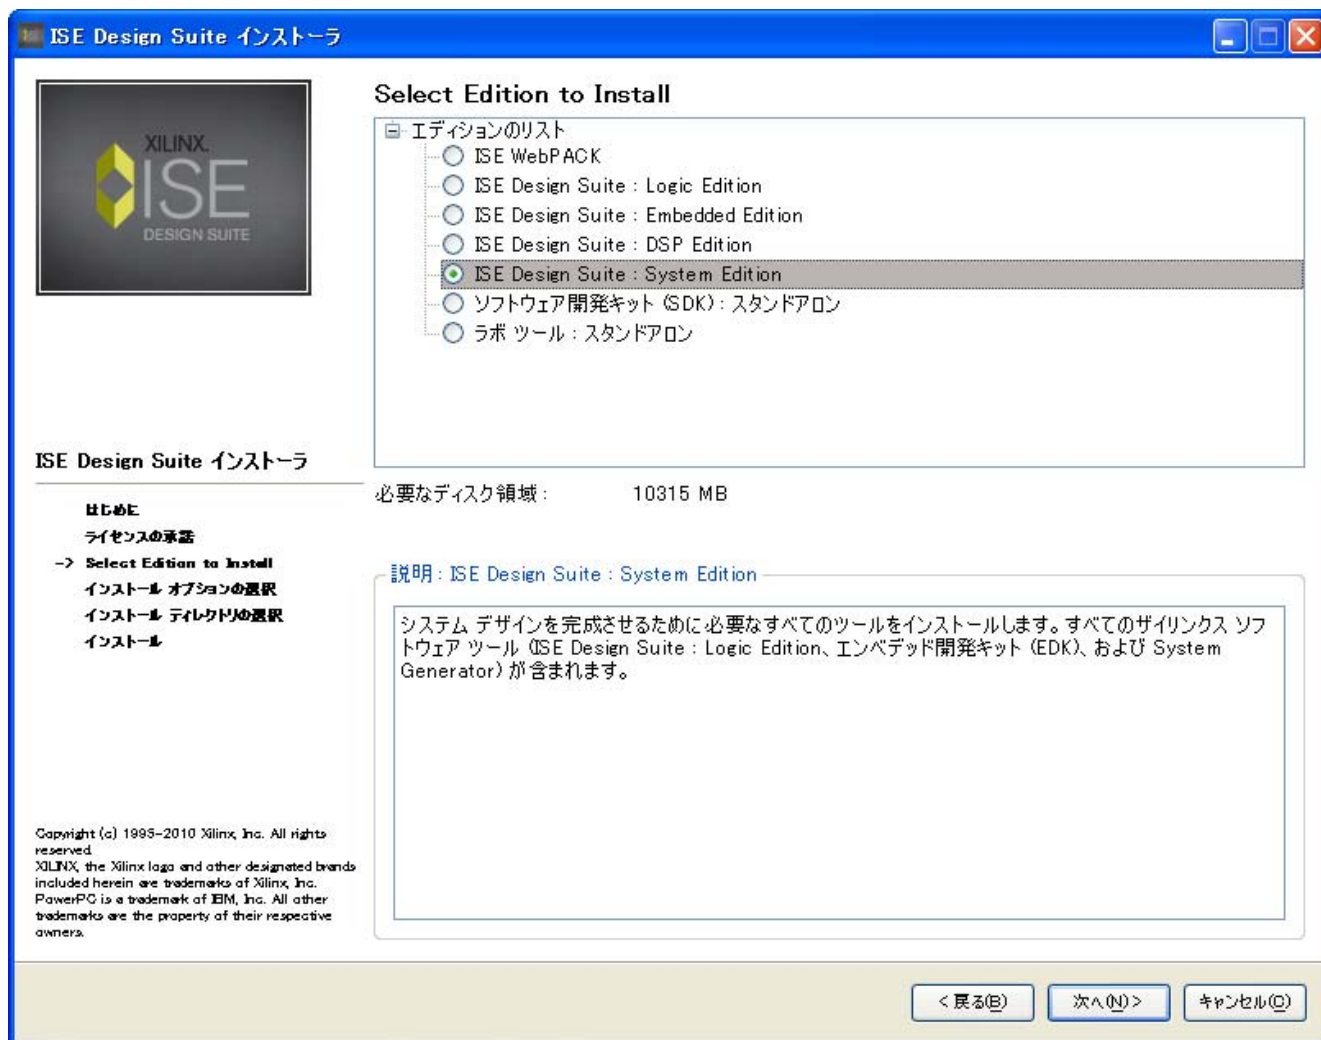 ISE Design Suite インストーラ
XILINX.
ISE
DESIGN SUITE
Select Edition to Install
エディションのリスト
ISE WebPACK
ISE Design Suite : Logic Edition
ISE Design Suite : Embedded Edition
ISE Design Suite : DSP Edition
ISE Design Suite : System Edition
ソフトウェア開発キット (SDK) : スタンドアロン
ラボ ツール : スタンドアロン
必要なディスク領域 : 10315 MB
ISE Design Suite インストーラ
はじめに
ライセンスの承諾
-> Select Edition to Install
インストール オプションの選択
インストール ディレクトリの選択
インストール
説明 : ISE Design Suite : System Edition
システム デザインを完成させるために必要なすべてのツールをインストールします。すべてのザイリンクス ソフ
トウェア ツール (ISE Design Suite : Logic Edition、エンベデッド開発キット (EDK)、および System
Generator) が含まれます。
Copyright (c) 1995-2010 Xilinx, Inc. All rights
reserved.
XILINX, the Xilinx logo and other designated brands
included herein are trademarks of Xilinx, Inc.
PowerPC is a trademark of IBM, Inc. All other
trademarks are the property of their respective
owners.
< 戻る(B)
次へ(N) >
キャンセル(C)